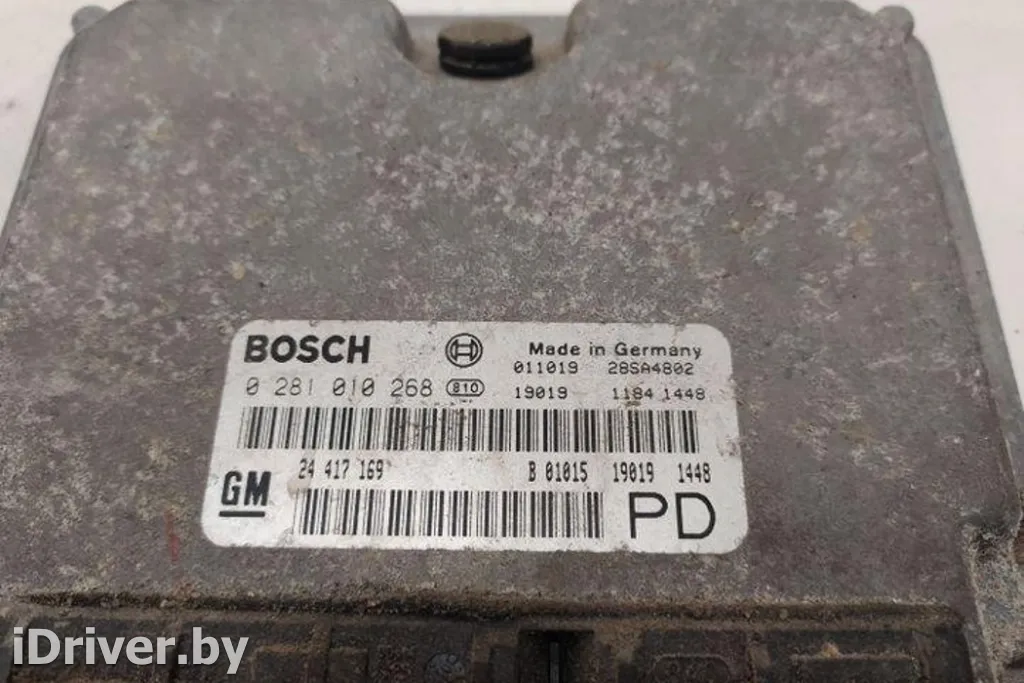 BOSCH
Made in Germany
011019 28SA4802
0 281 010 268 810 19019 1184 1448
24 417 169 B 01015 19019 1448
GM
PD
iDriver.by